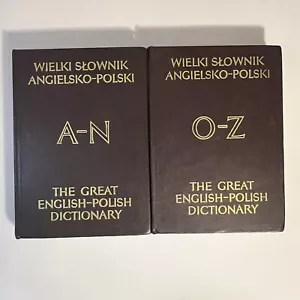 WIELKI SŁOWNIK
ANGIELSKO-POLSKI
A-N
THE GREAT
ENGLISH-POLISH
DICTIONARY
WIELKI SŁOWNIK
ANGIELSKO-POLSKI
O-Z
THE GREAT
ENGLISH-POLISH
DICTIONARY